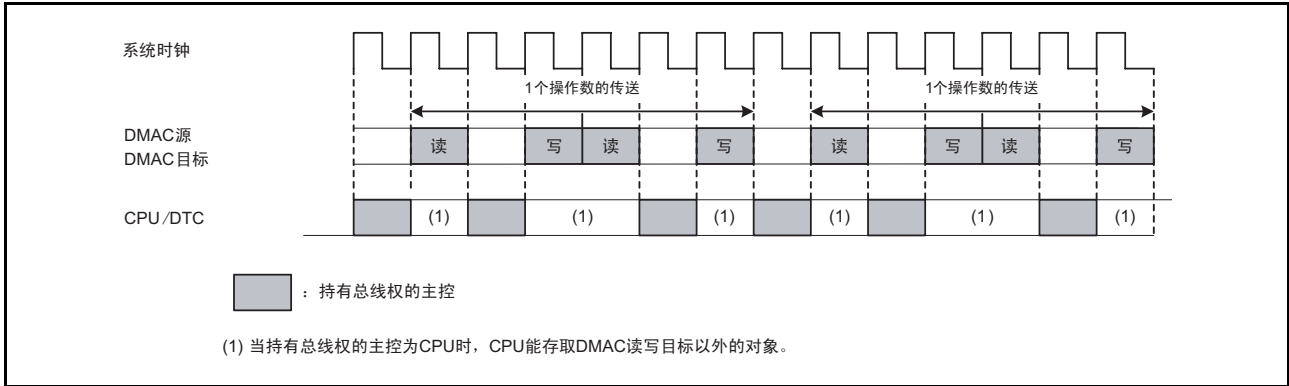 系统时钟
1个操作数的传送 1个操作数的传送
DMAC源
DMAC目标
读 写 读 写 读 写 读 写
CPU/DTC (1) (1) (1) (1) (1) (1)
：持有总线权的主控
(1) 当持有总线权的主控为CPU时，CPU能存取DMAC读写目标以外的对象。